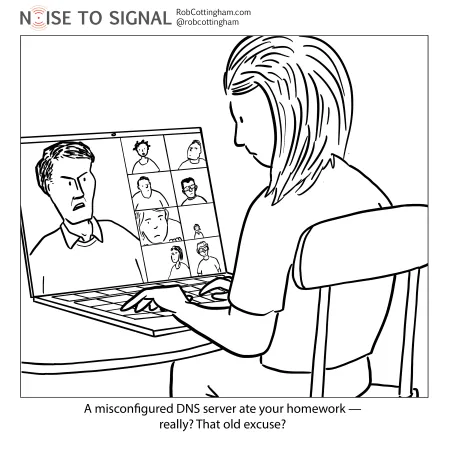 NOISE TO SIGNAL
RobCottingham.com
@robcottingham
A misconfigured DNS server ate your homework —
really? That old excuse?